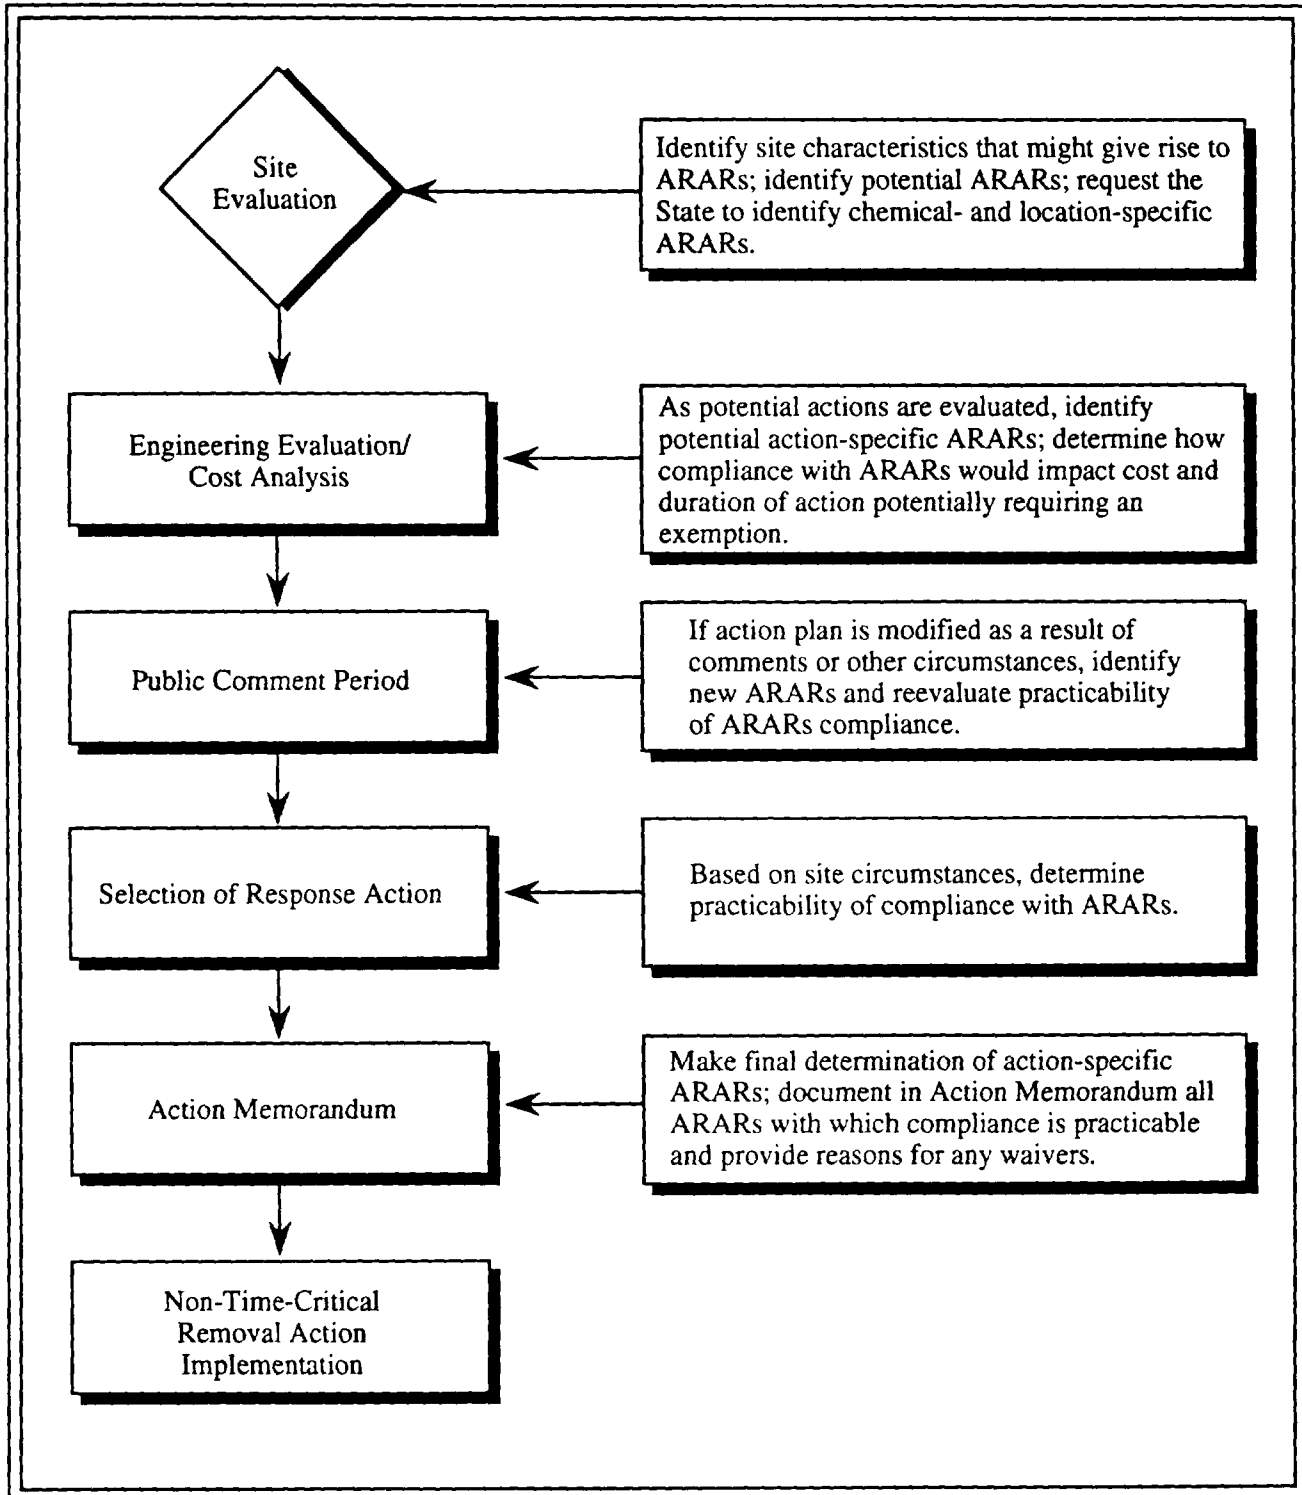 Site
Evaluation
Identify site characteristics that might give rise to
ARARs; identify potential ARARs; request the
State to identify chemical- and location-specific
ARARs.
Engineering Evaluation/
Cost Analysis
As potential actions are evaluated, identify
potential action-specific ARARs; determine how
compliance with ARARs would impact cost and
duration of action potentially requiring an
exemption.
Public Comment Period
If action plan is modified as a result of
comments or other circumstances, identify
new ARARs and reevaluate practicability
of ARARs compliance.
Selection of Response Action
Based on site circumstances, determine
practicability of compliance with ARARs.
Action Memorandum
Make final determination of action-specific
ARARs; document in Action Memorandum all
ARARs with which compliance is practicable
and provide reasons for any waivers.
Non-Time-Critical
Removal Action
Implementation